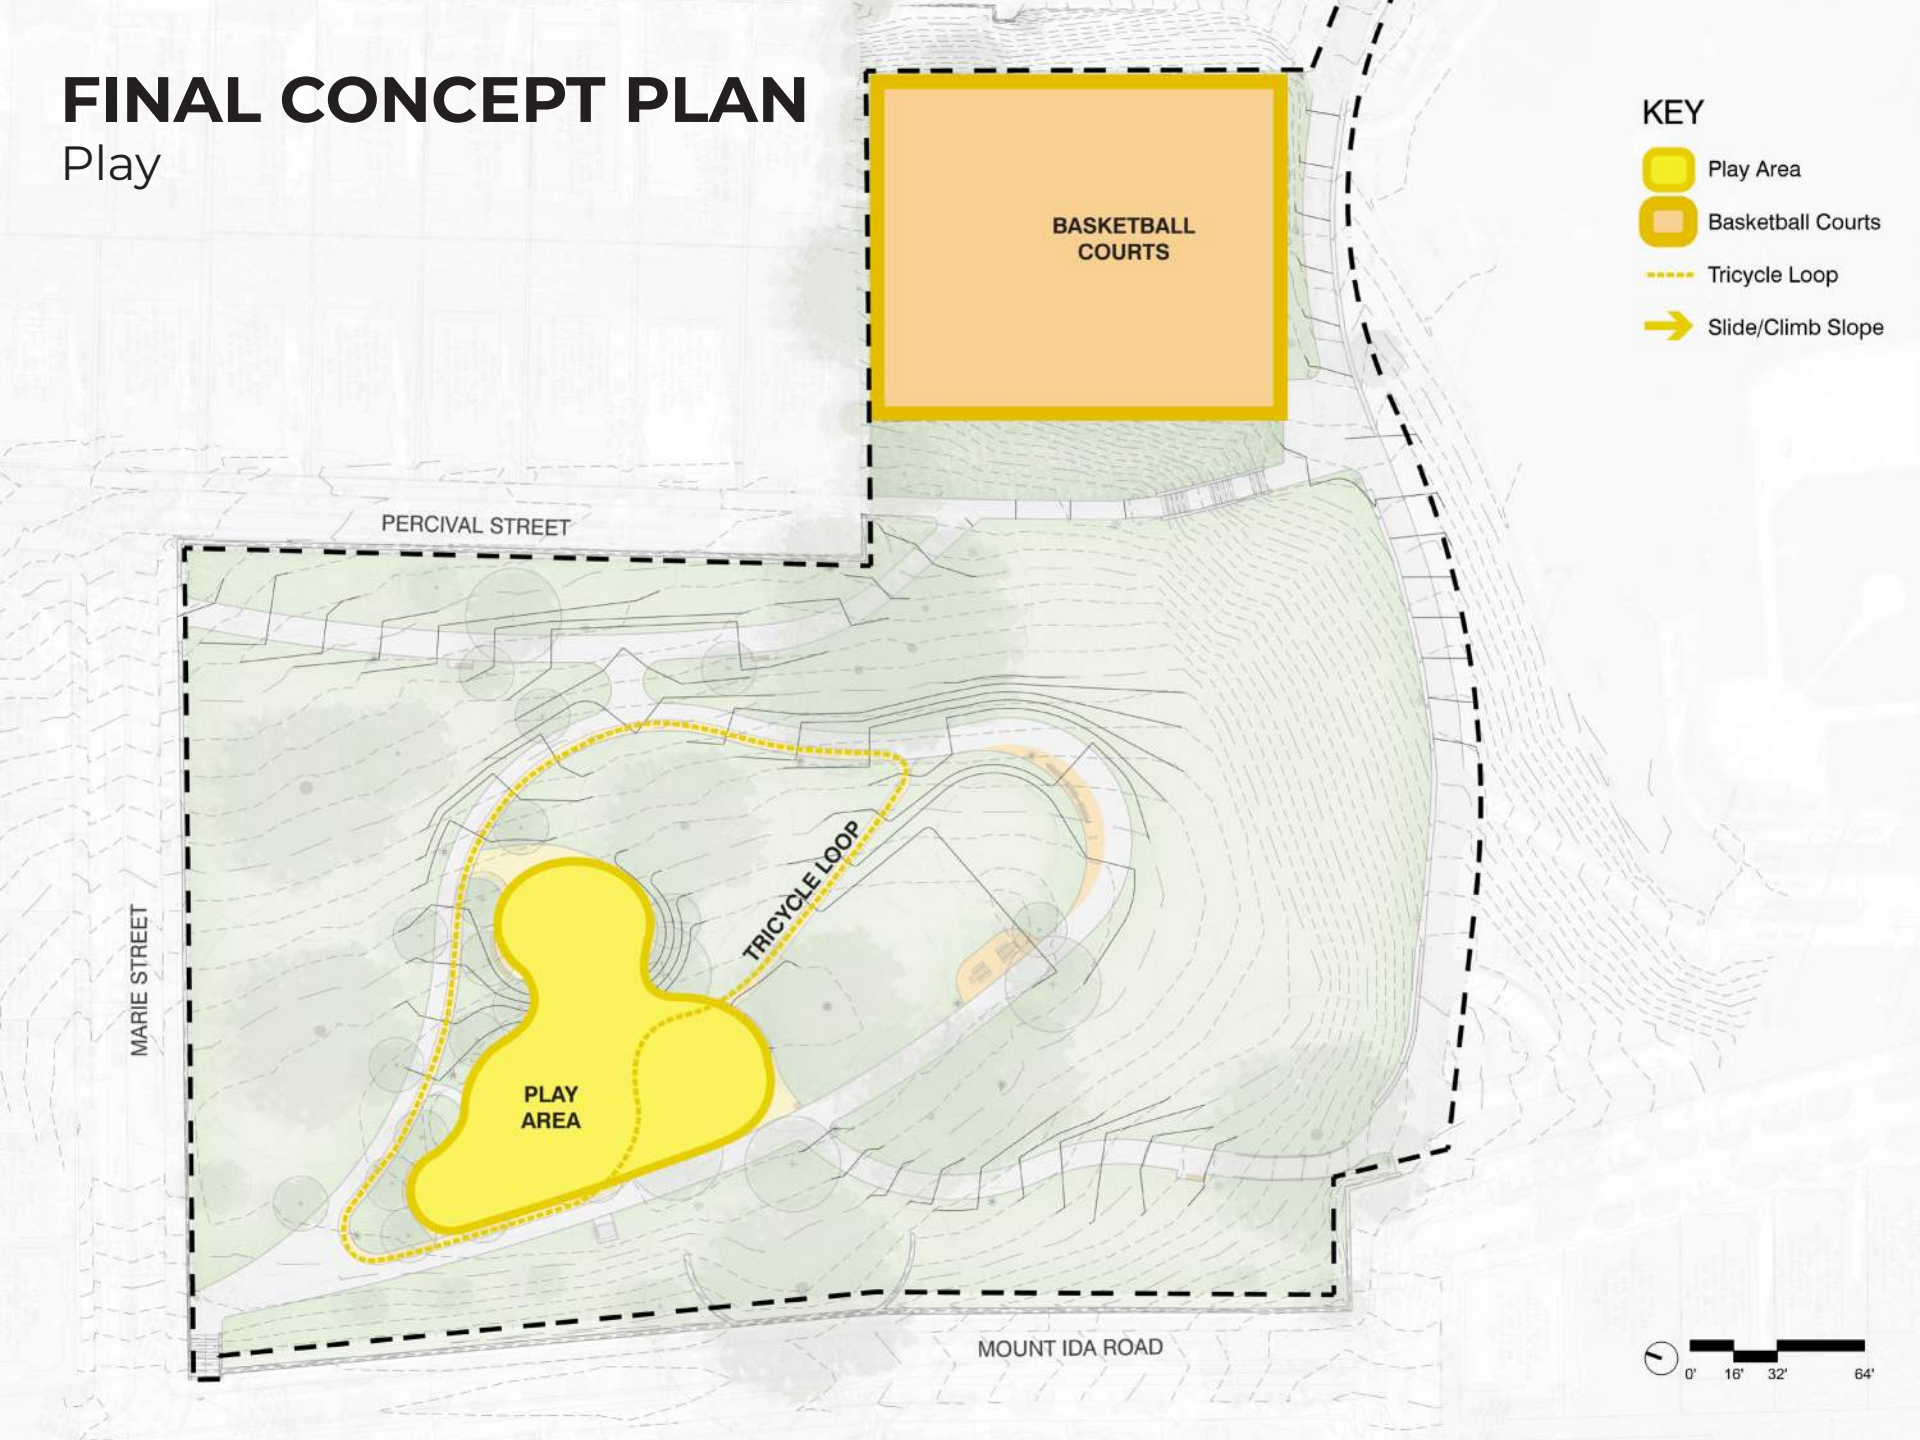 FINAL CONCEPT PLAN
Play
KEY
Play Area
Basketball Courts
Tricycle Loop
Slide/Climb Slope
BASKETBALL
COURTS
PERCIVAL STREET
MARIE STREET
TRICYCLE LOOP
PLAY
AREA
MOUNT IDA ROAD
0'
16'
32'
64'